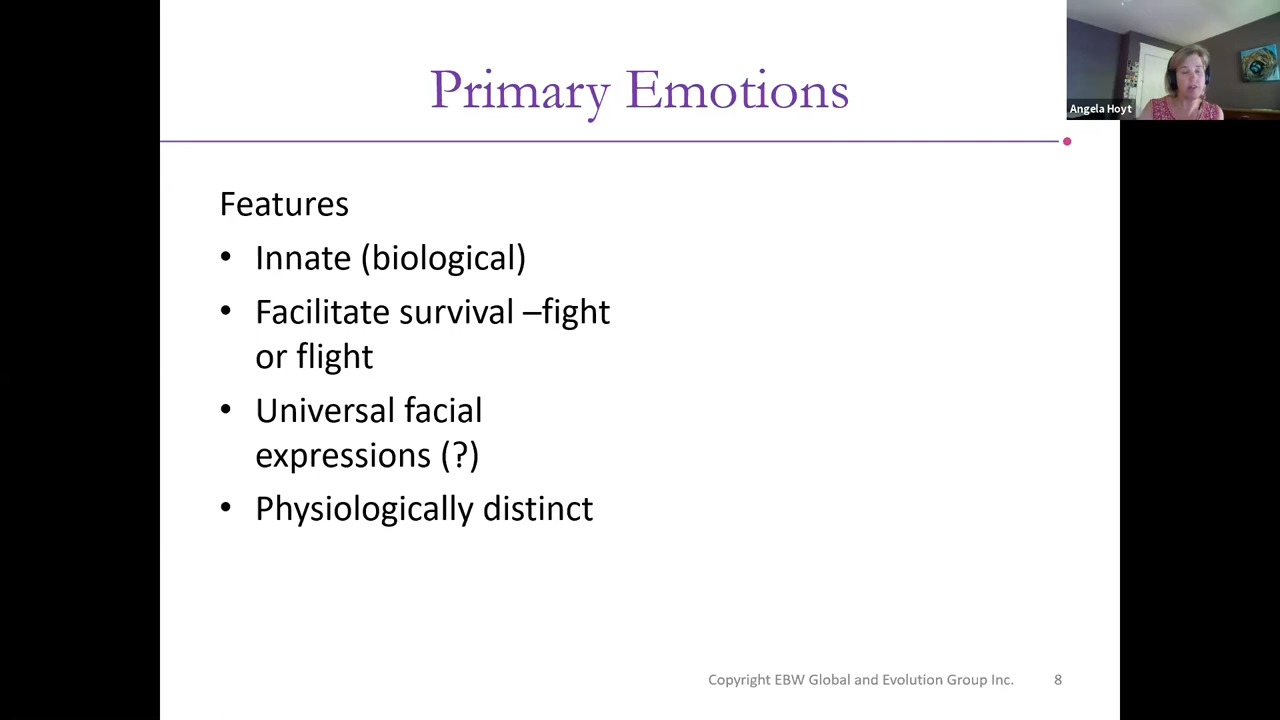 Primary Emotions
Angela Hoyt
Features
• Innate (biological)
• Facilitate survival –fight
or flight
• Universal facial
expressions (?)
• Physiologically distinct
Copyright EBW Global and Evolution Group Inc. 8